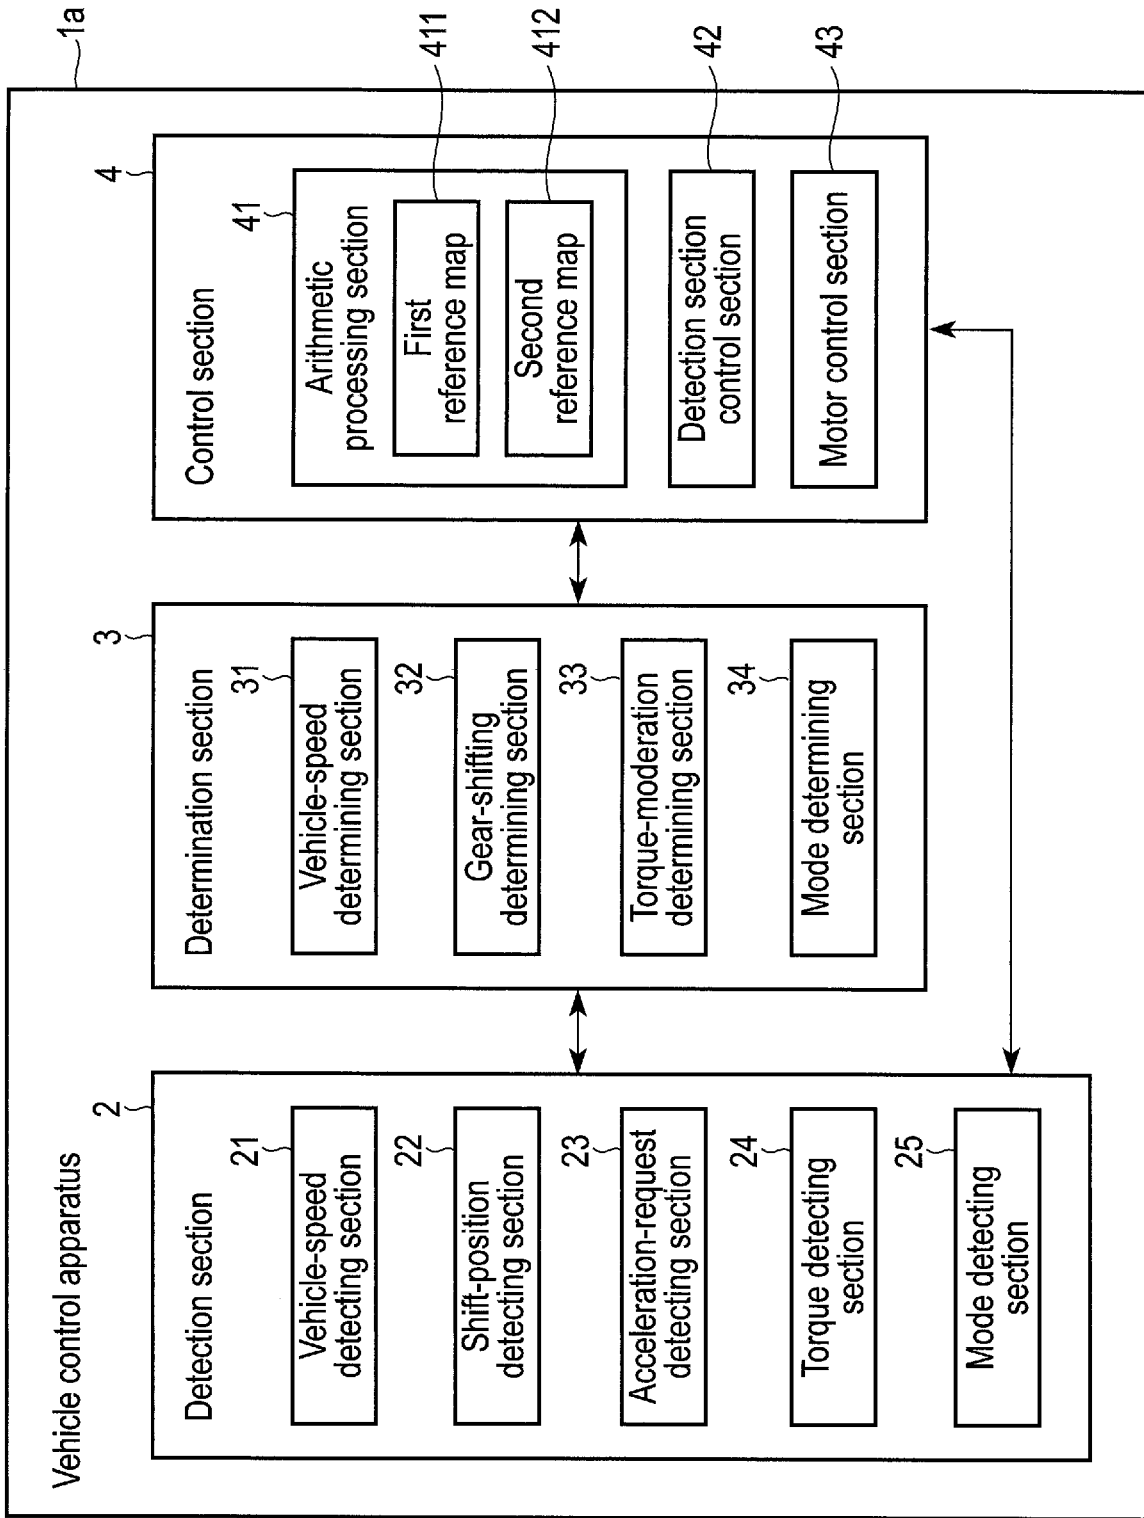 Vehicle control apparatus
1a
Detection section
2
Vehicle-speed
detecting section
21
Shift-position
detecting section
22
Acceleration-request
detecting section
23
Torque detecting
section
24
Mode detecting
section
25
Determination section
3
Vehicle-speed
determining section
31
Gear-shifting
determining section
32
Torque-moderation
determining section
33
Mode determining
section
34
Control section
4
Arithmetic
processing section
41
First
reference map
411
Second
reference map
412
Detection section
control section
42
Motor control section
43